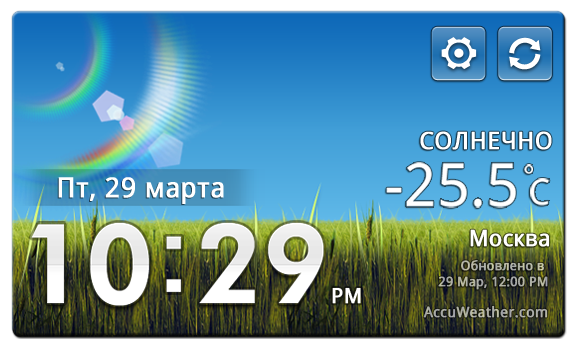 СОЛНЕЧНО
-25.5°C
Пт, 29 марта
10:29 PM
Москва
Обновлено в
29 Мар, 12:00 PM
AccuWeather.com